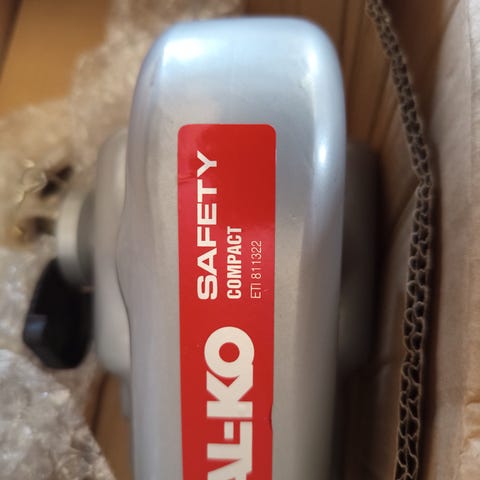 SAFETY
COMPACT
ETI 811322
AL-KO